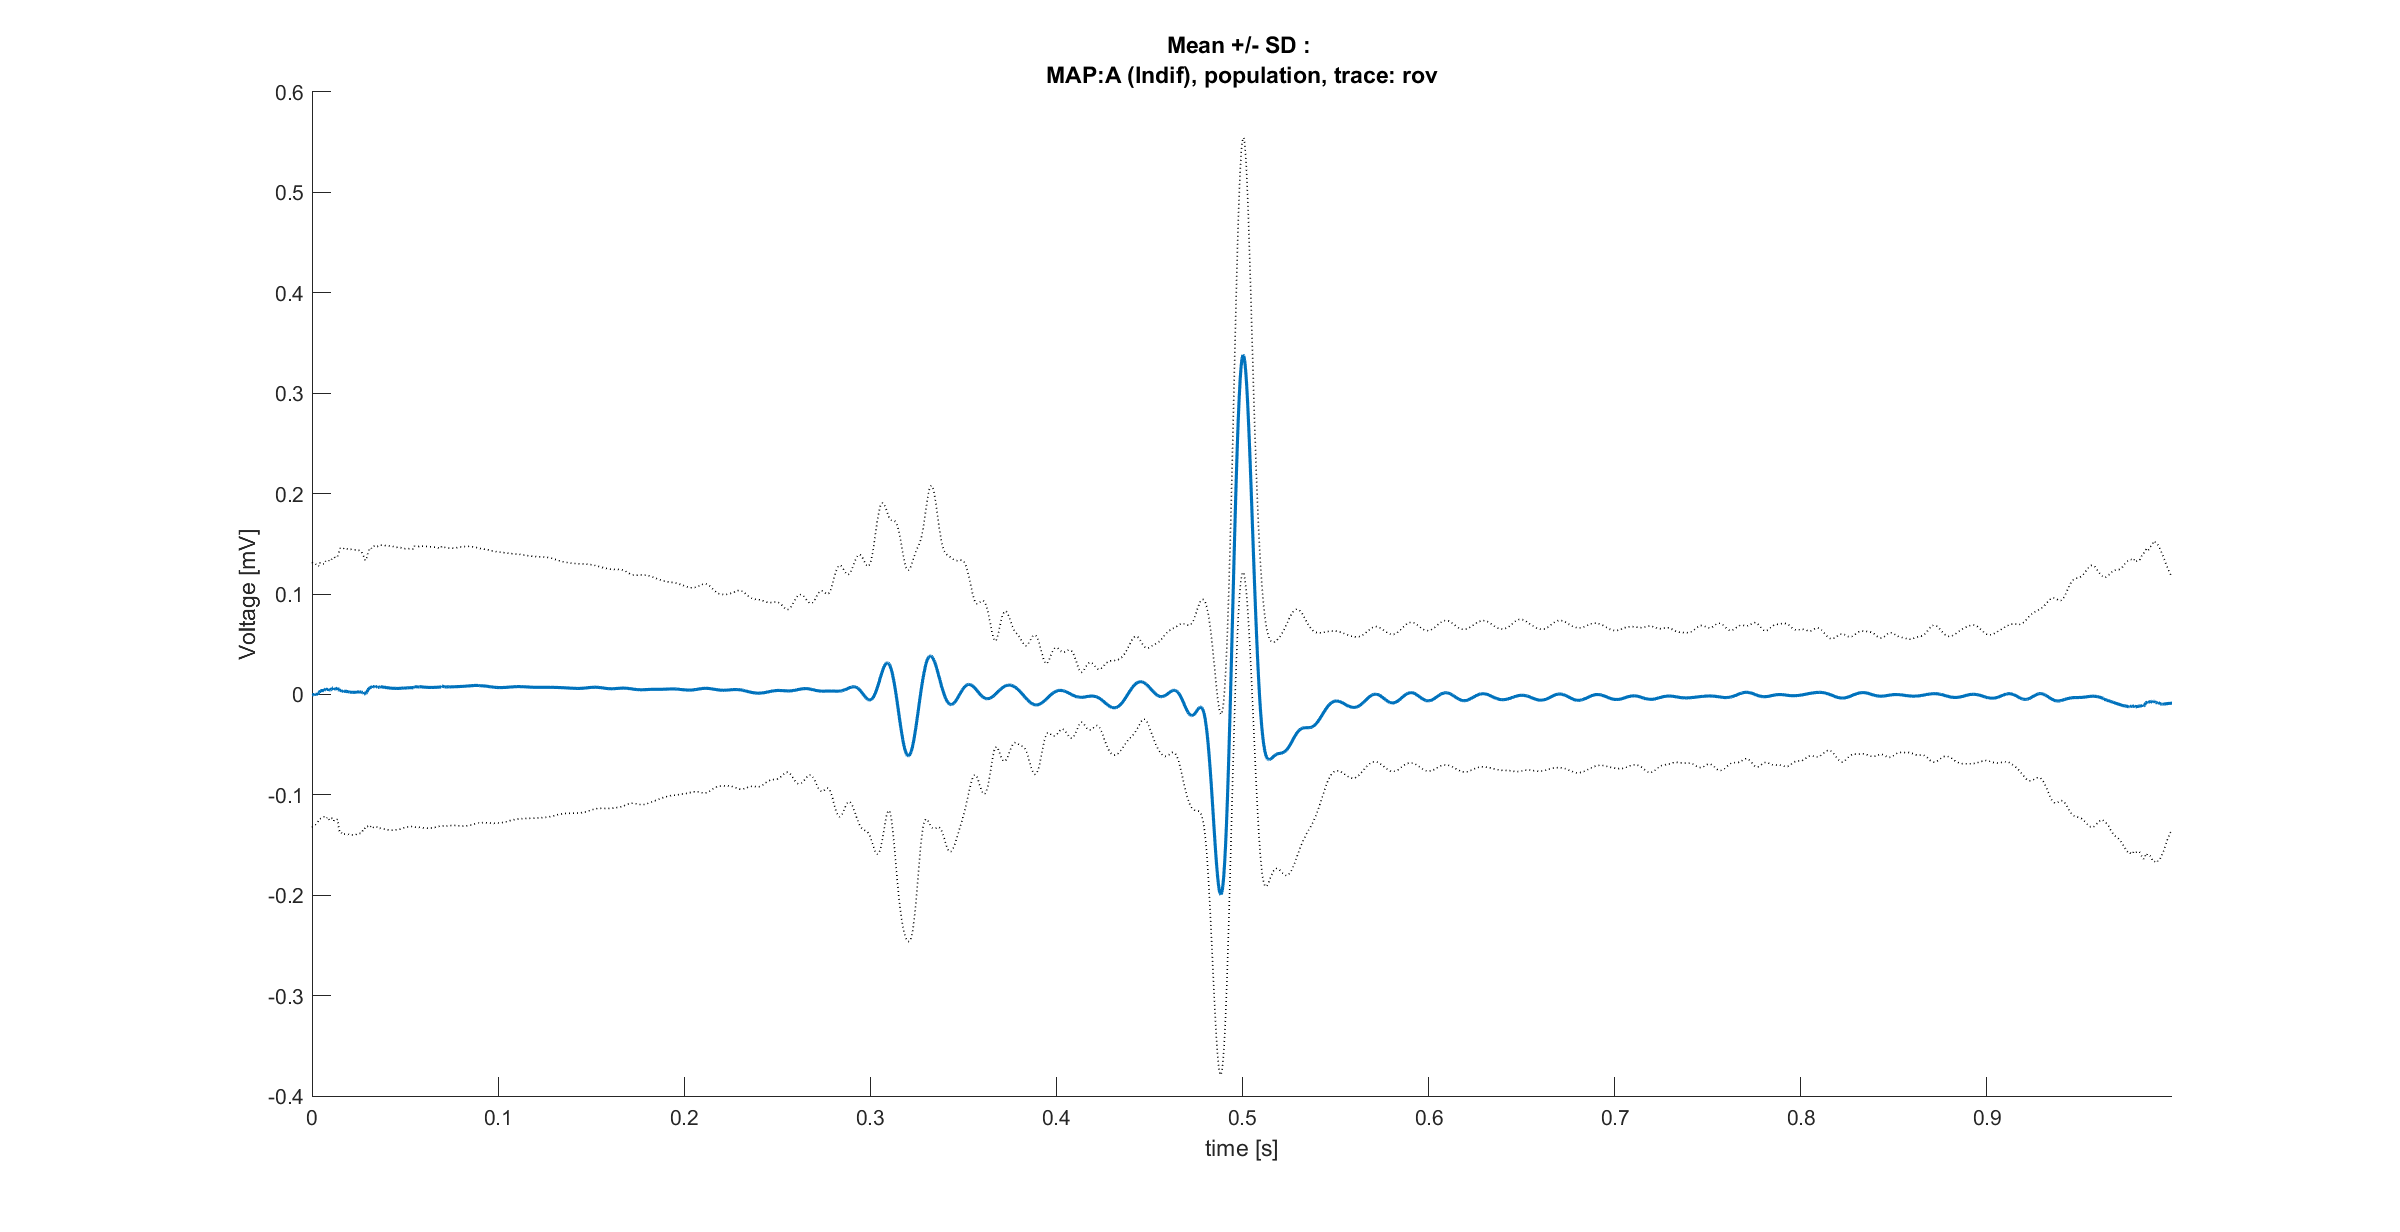 Mean +/- SD :
MAP:A (Indif), population, trace: rov
0.6
0.5
0.4
0.3
0.2
0.1
0
-0.1
-0.2
-0.3
-0.4
Voltage [mV]
0 0.1 0.2 0.3 0.4 0.5 0.6 0.7 0.8 0.9
time [s]